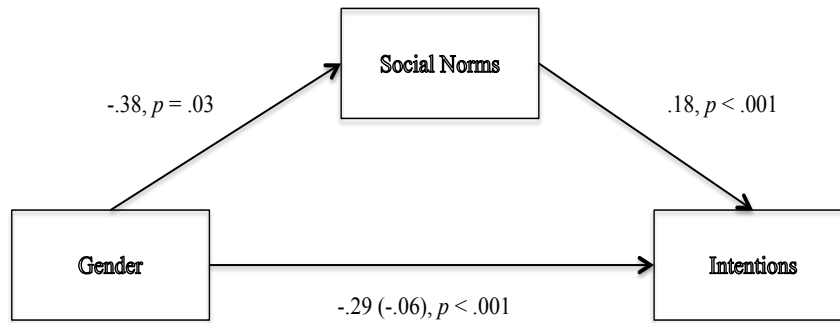 Social Norms
-.38, p = .03
.18, p < .001
Gender
Intentions
-.29 (-.06), p < .001